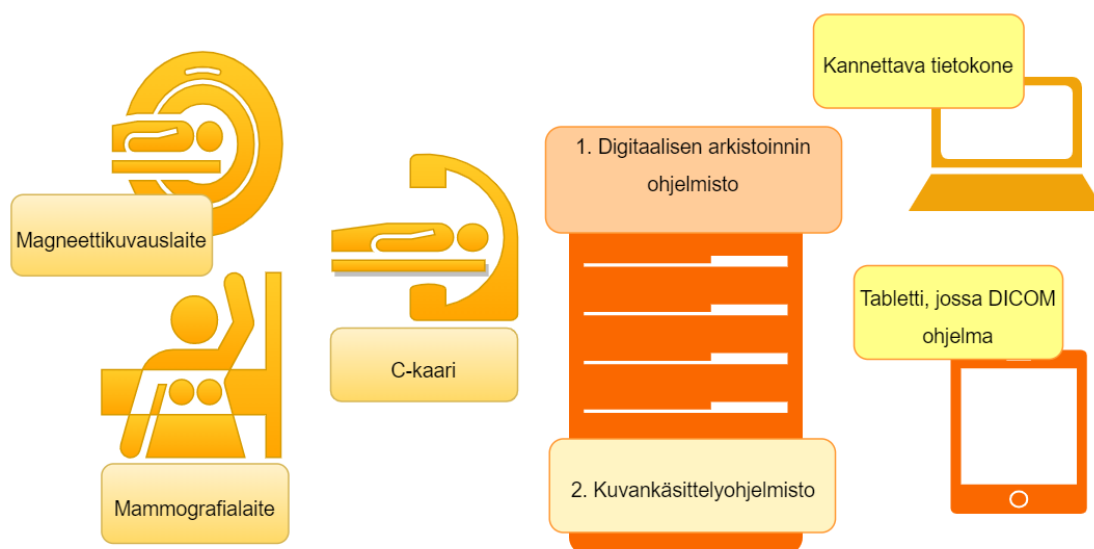 Magneettikuvauslaite
Mammografialaite
C-kaari
1. Digitaalisen arkistoinnin
ohjelmisto
2. Kuvankäsittelyohjelmisto
Kannettava tietokone
Tabletti, jossa DICOM
ohjelma